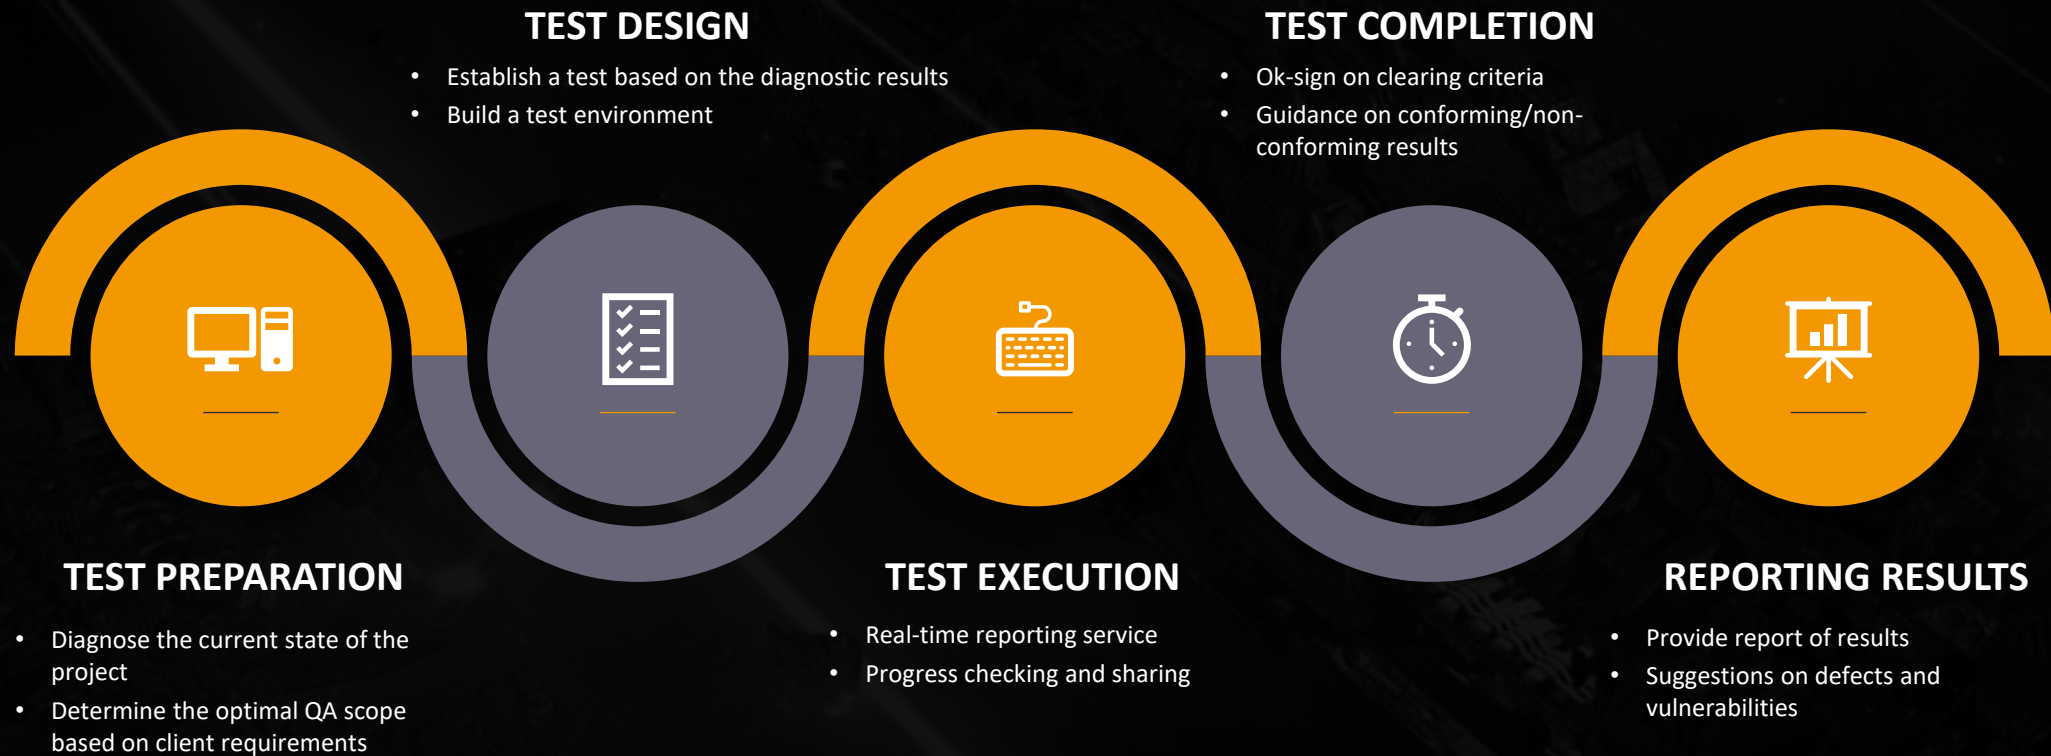 TEST DESIGN
• Establish a test based on the diagnostic results
• Build a test environment
TEST COMPLETION
• Ok-sign on clearing criteria
• Guidance on conforming/non-
conforming results
TEST PREPARATION
• Diagnose the current state of the
project
• Determine the optimal QA scope
based on client requirements
TEST EXECUTION
• Real-time reporting service
• Progress checking and sharing
REPORTING RESULTS
• Provide report of results
• Suggestions on defects and
vulnerabilities